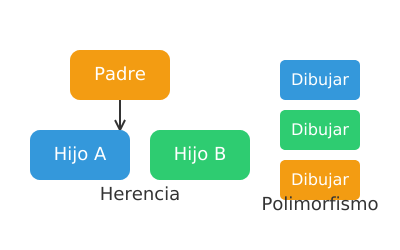 Padre
Hijo A
Hijo B
Herencia
Dibujar
Dibujar
Dibujar
Polimorfismo